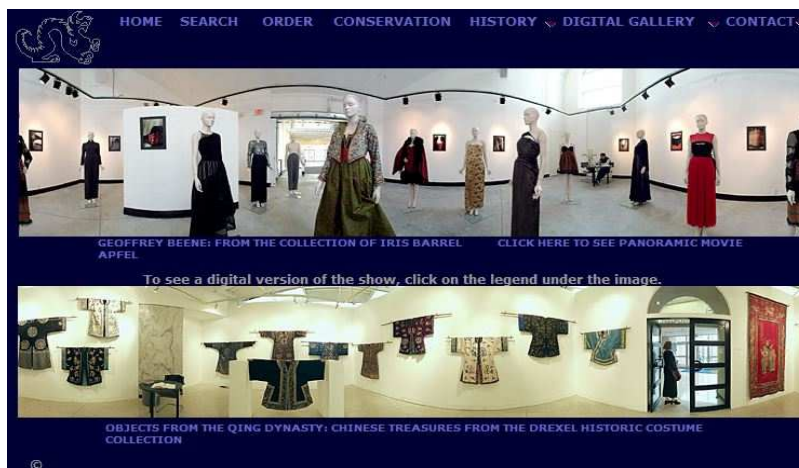 HOME SEARCH ORDER CONSERVATION HISTORY DIGITAL GALLERY CONTACT
GEOFFREY BEENE: FROM THE COLLECTION OF IRIS BARREL APFEL
CLICK HERE TO SEE PANORAMIC MOVIE
To see a digital version of the show, click on the legend under the image.
OBJECTS FROM THE QING DYNASTY: CHINESE TREASURES FROM THE DREXEL HISTORIC COSTUME
COLLECTION
©